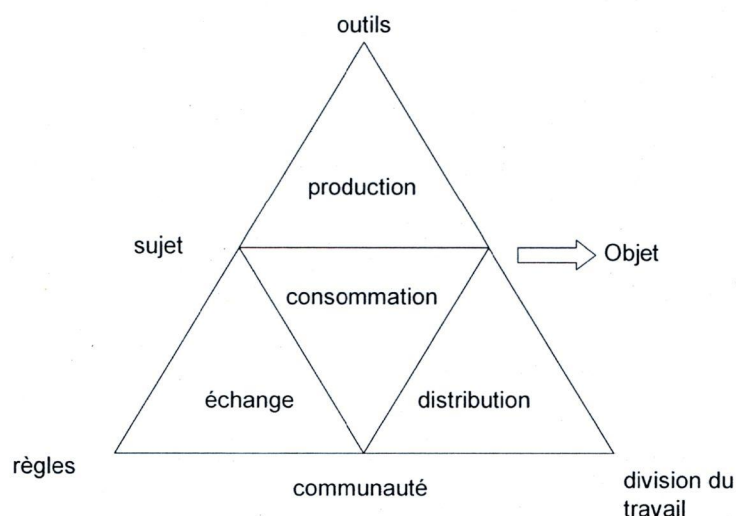 outils
production
sujet
Objet
consommation
échange
distribution
règles
communauté
division du
travail